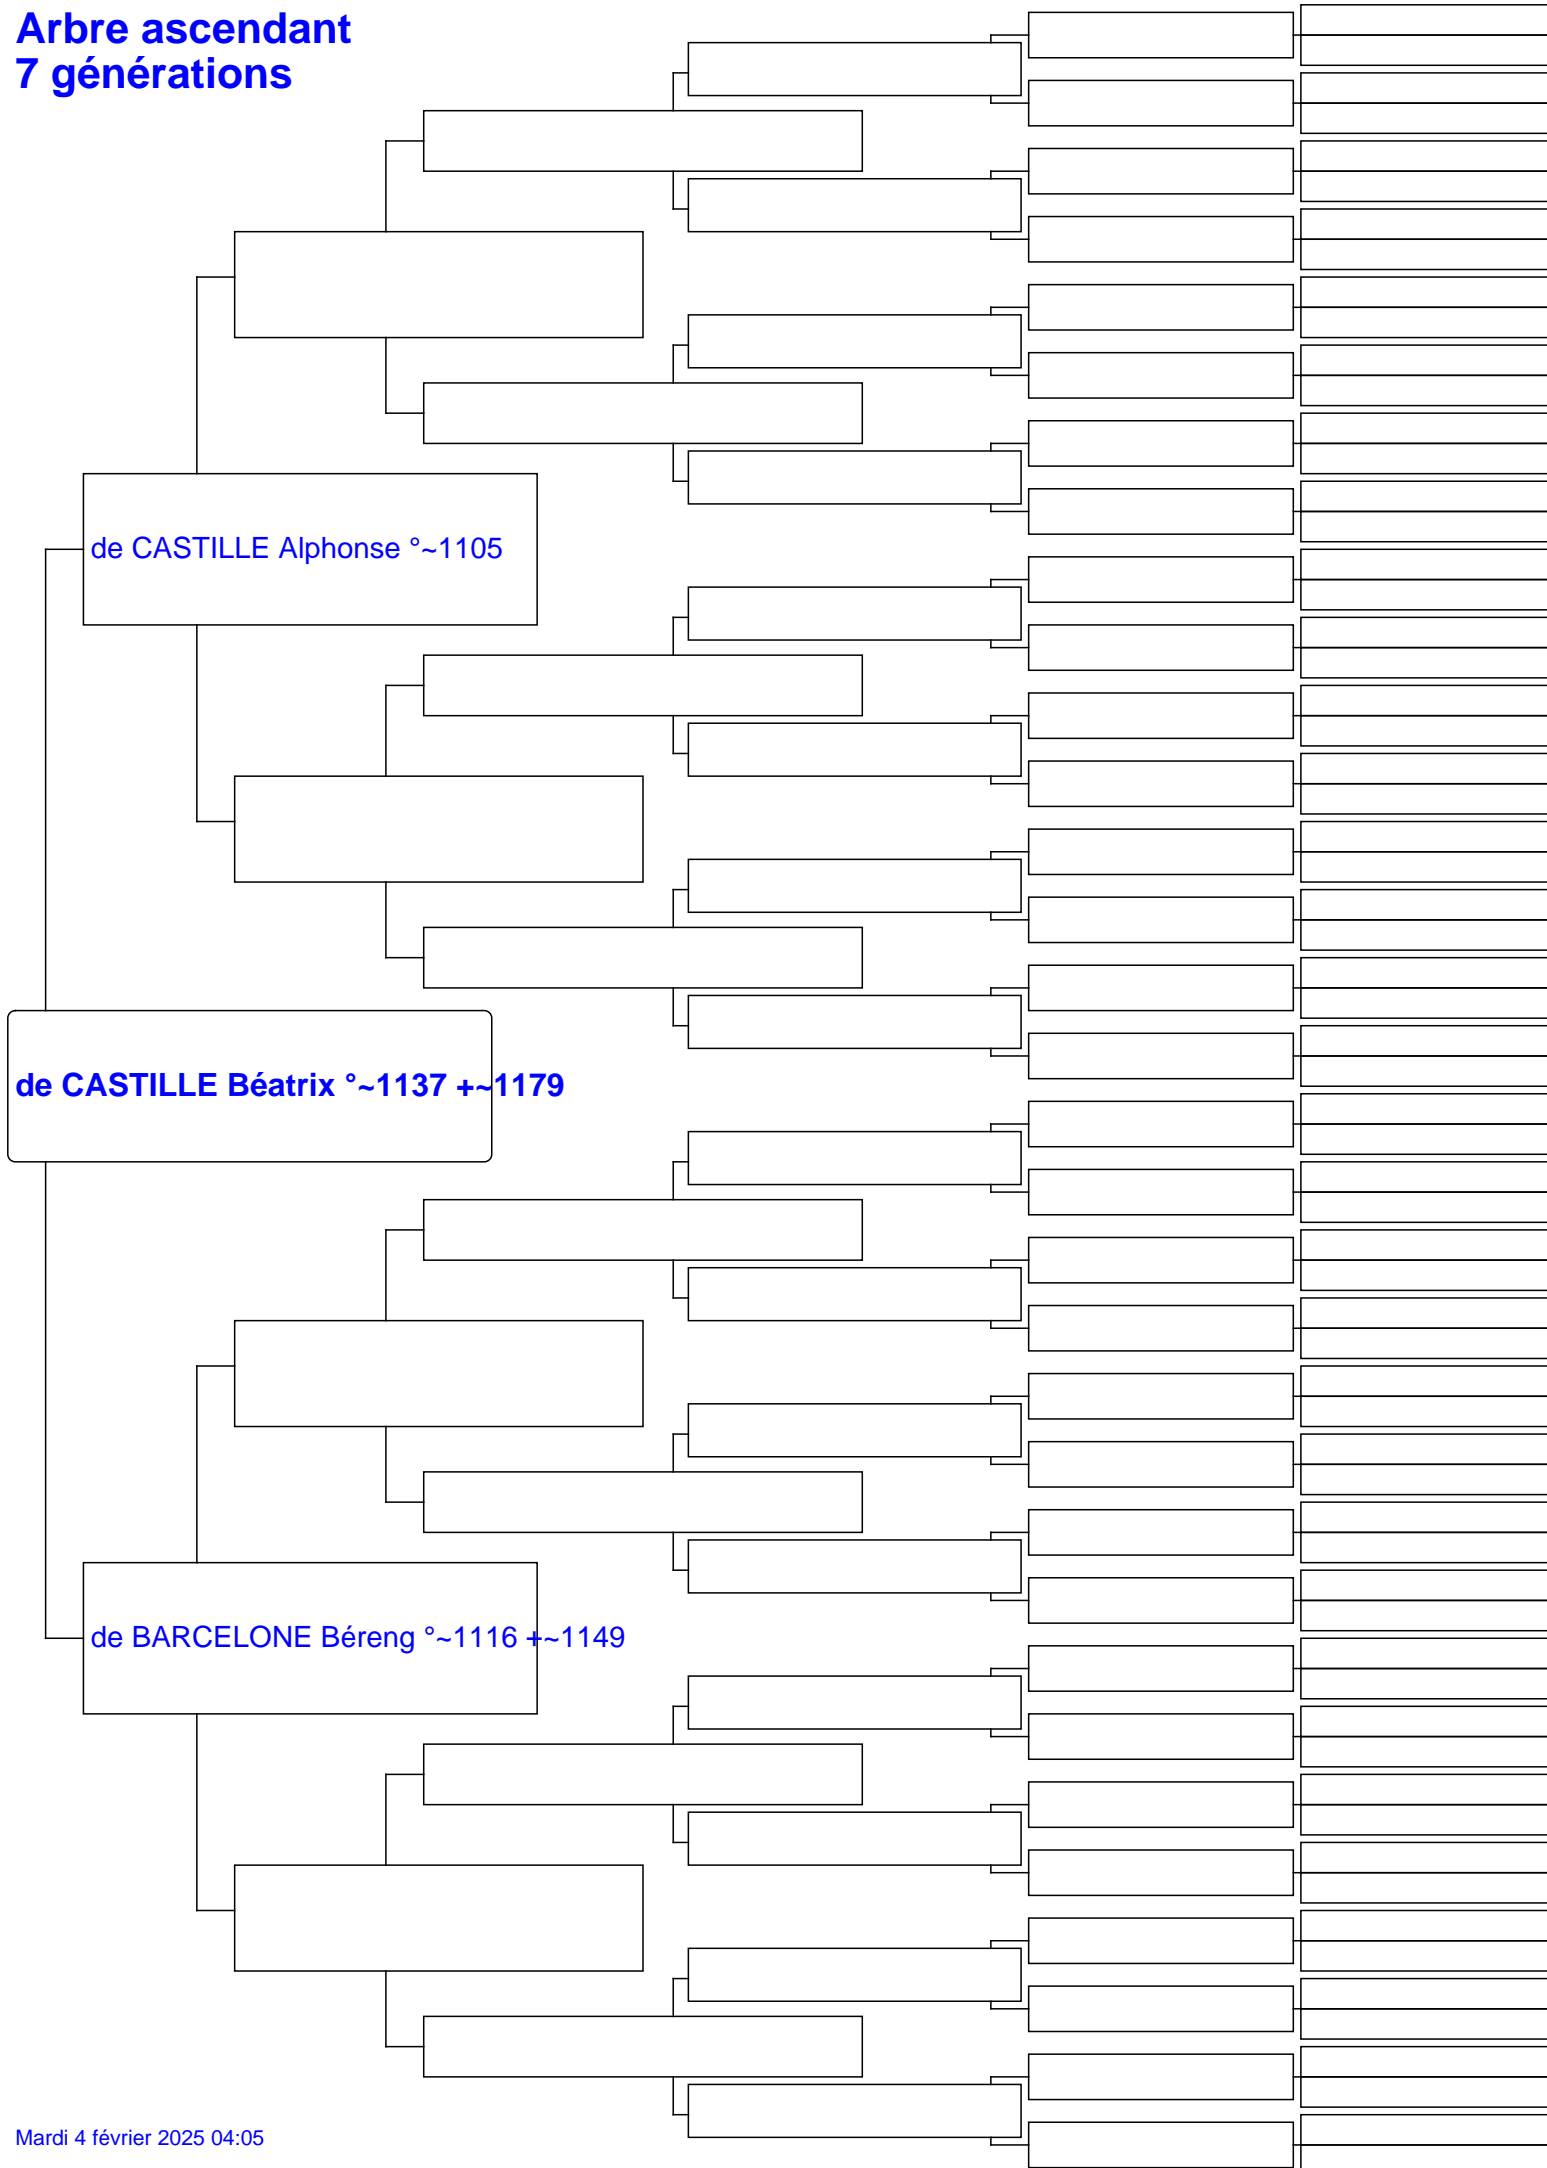 Arbre ascendant
7 générations
de CASTILLE Alphonse °~1105
de CASTILLE Béatrix °~1137 +~1179
de BARCELONE Béreng °~1116 +~1149
Mardi 4 février 2025 04:05